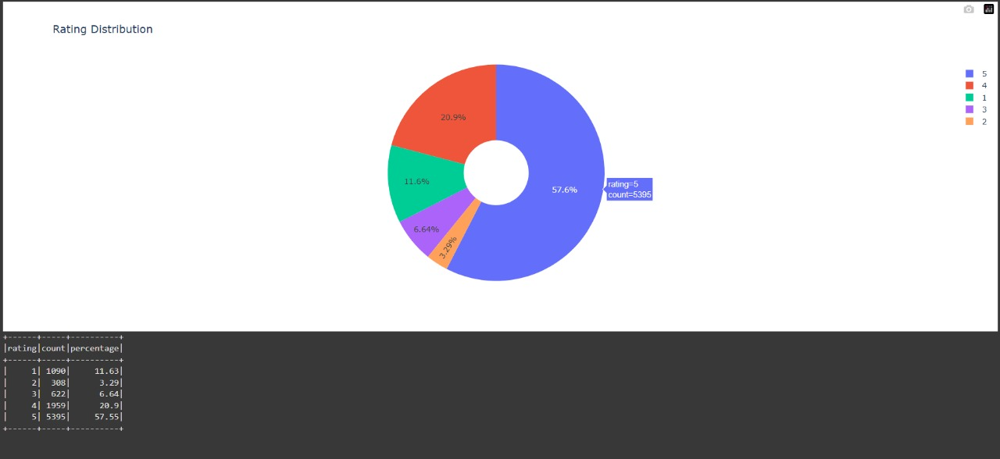 Rating Distribution
5
4
1
3
2
20.9%
11.6%
57.6%
rating=5
count=5395
6.64%
3.29%
+------+-----+----------+
|rating|count|percentage|
+------+-----+----------+
|     1| 1090|     11.63|
|     2|  308|      3.29|
|     3|  622|      6.64|
|     4| 1959|      20.9|
|     5| 5395|     57.55|
+------+-----+----------+